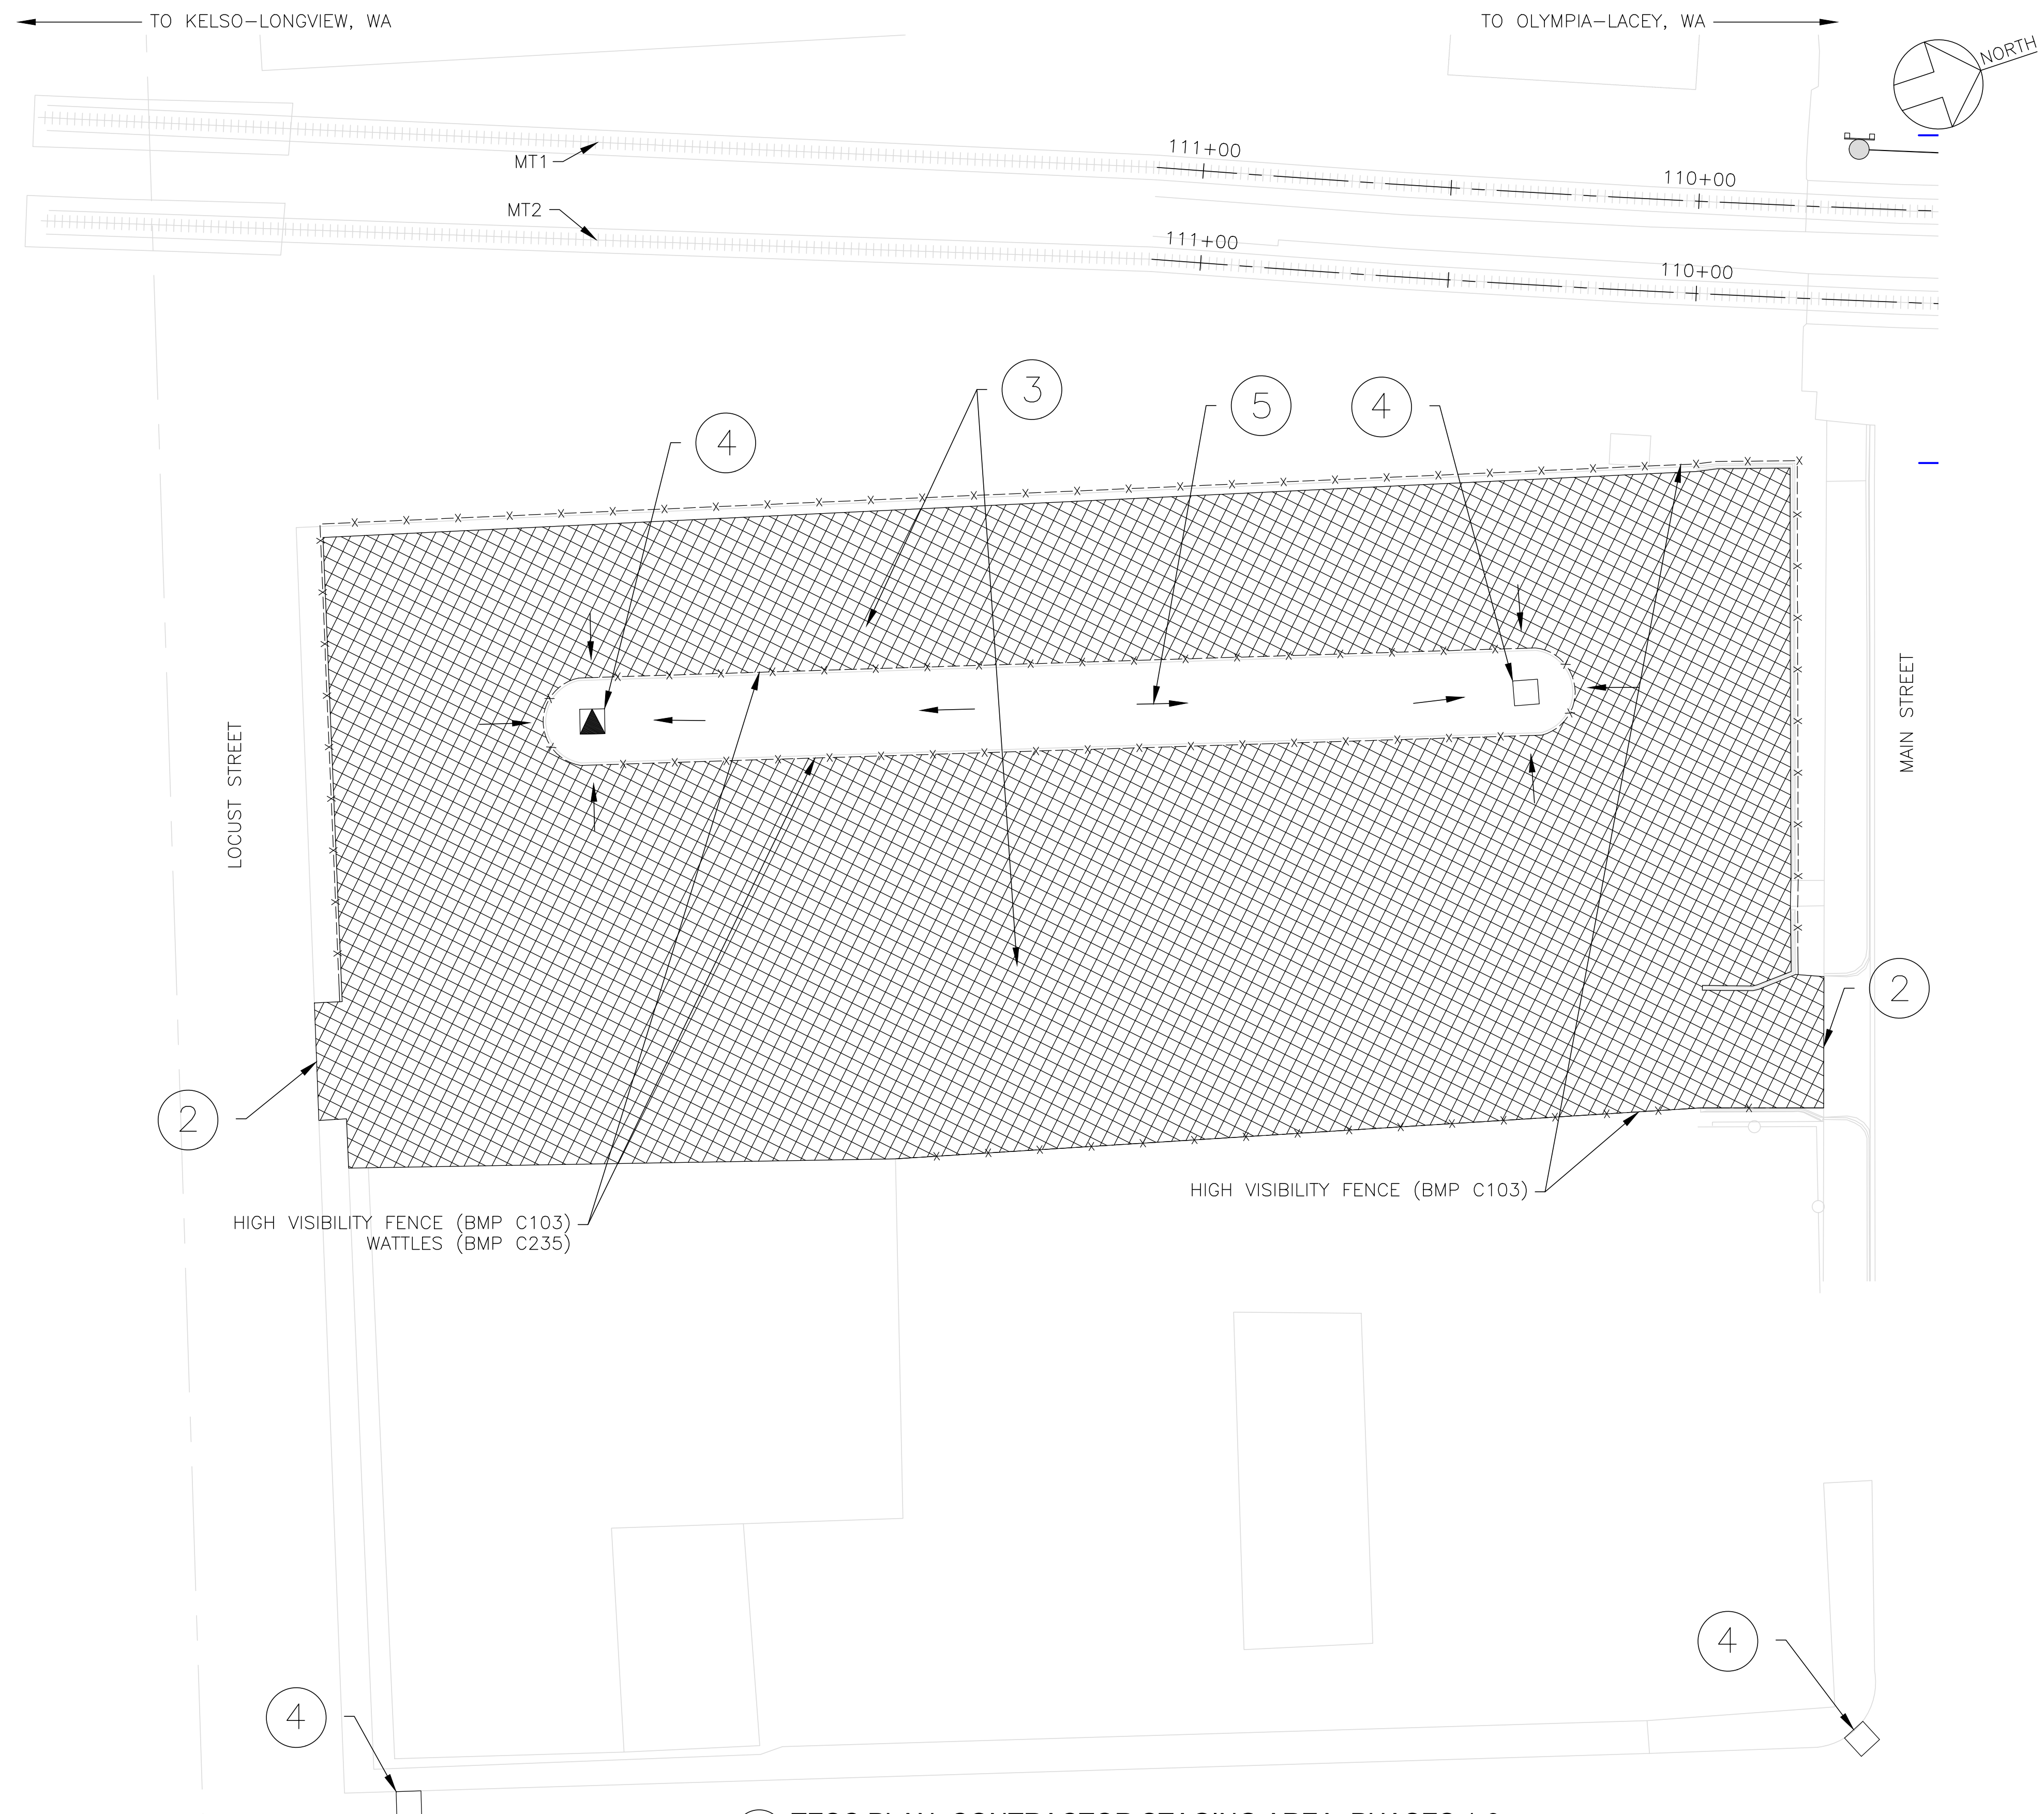 TO KELSO-LONGVIEW, WA
TO OLYMPIA-LACEY, WA
NORTH
111+00
MT1
110+00
MT2
111+00
110+00
3
5
4
4
LOCUST STREET
MAIN STREET
2
2
HIGH VISIBILITY FENCE (BMP C103)
HIGH VISIBILITY FENCE (BMP C103)
WATTLES (BMP C235)
4
4